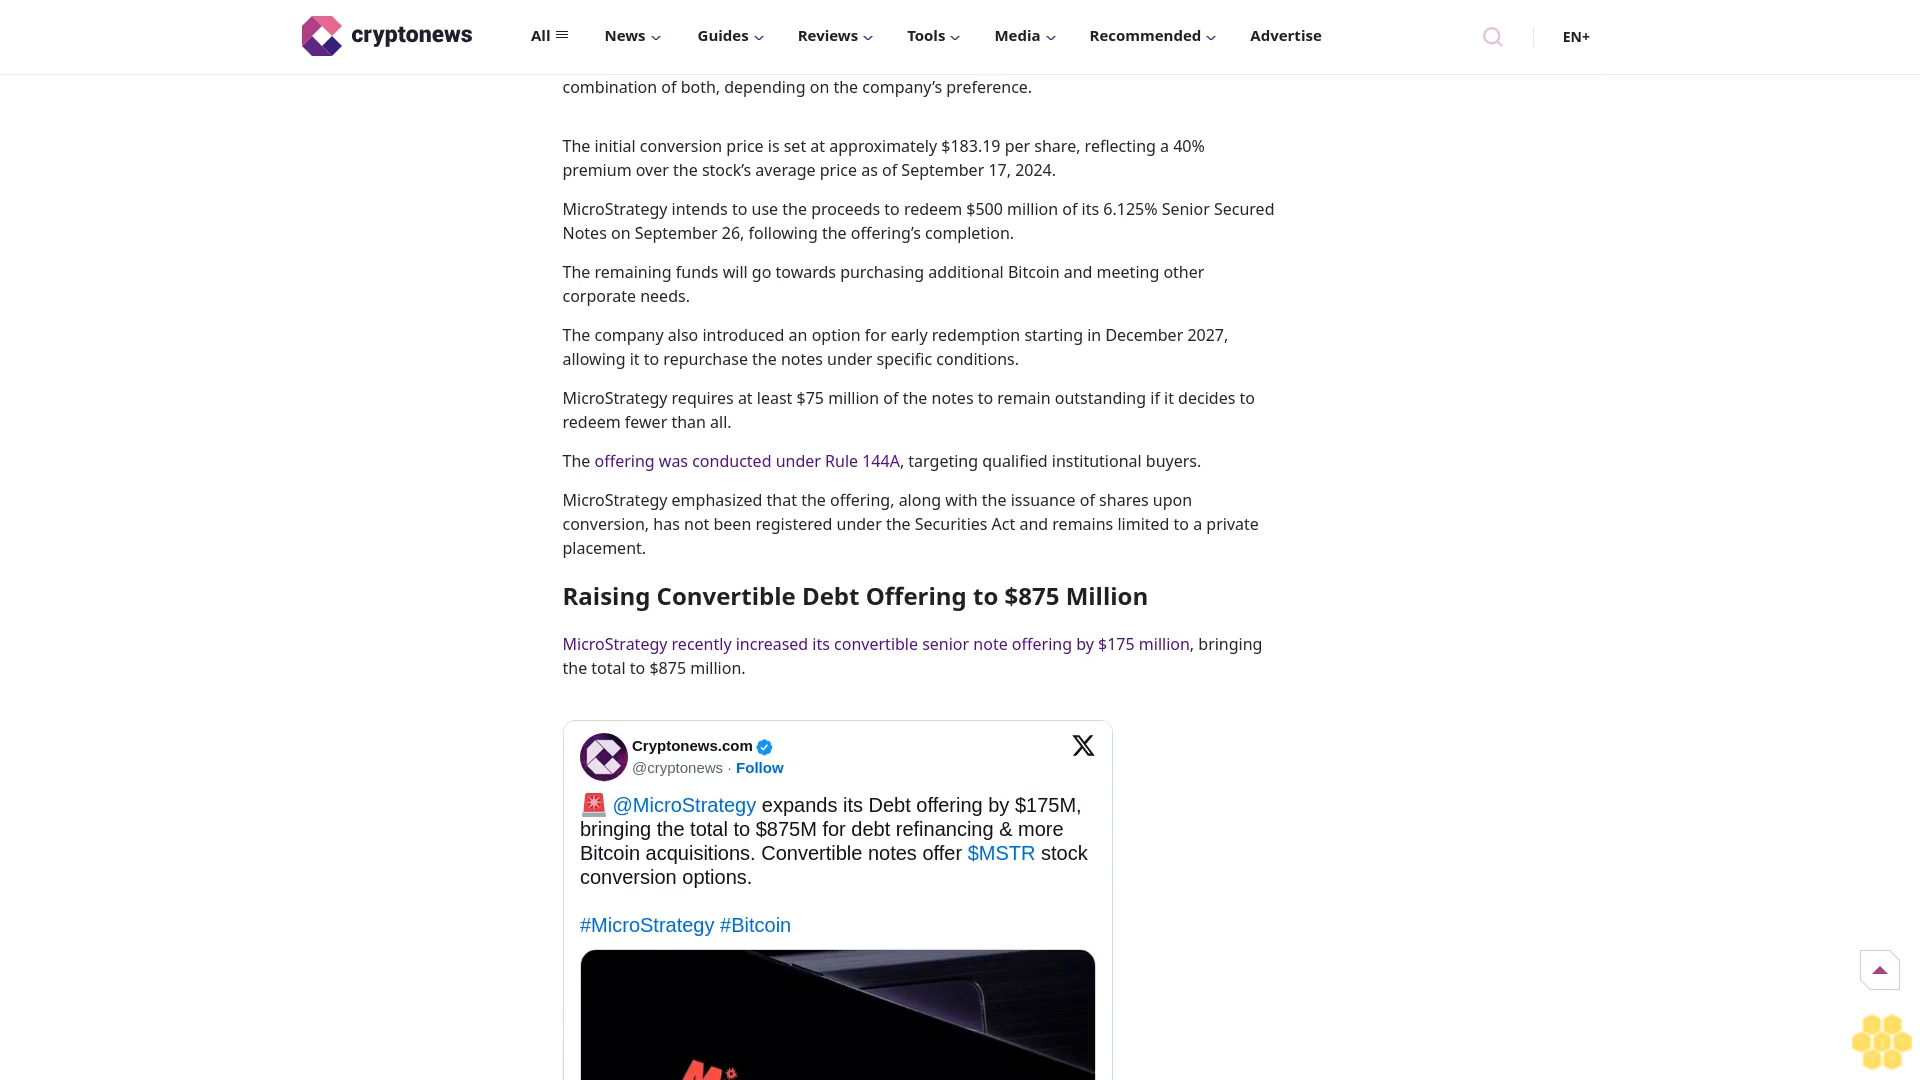 cryptonews
All News Guides Reviews Tools Media Recommended Advertise EN+
combination of both, depending on the company’s preference.
The initial conversion price is set at approximately $183.19 per share, reflecting a 40%
premium over the stock’s average price as of September 17, 2024.
MicroStrategy intends to use the proceeds to redeem $500 million of its 6.125% Senior Secured
Notes on September 26, following the offering’s completion.
The remaining funds will go towards purchasing additional Bitcoin and meeting other
corporate needs.
The company also introduced an option for early redemption starting in December 2027,
allowing it to repurchase the notes under specific conditions.
MicroStrategy requires at least $75 million of the notes to remain outstanding if it decides to
redeem fewer than all.
The offering was conducted under Rule 144A, targeting qualified institutional buyers.
MicroStrategy emphasized that the offering, along with the issuance of shares upon
conversion, has not been registered under the Securities Act and remains limited to a private
placement.
Raising Convertible Debt Offering to $875 Million
MicroStrategy recently increased its convertible senior note offering by $175 million, bringing
the total to $875 million.
Cryptonews.com
@cryptonews · Follow
🚨 @MicroStrategy expands its Debt offering by $175M,
bringing the total to $875M for debt refinancing & more
Bitcoin acquisitions. Convertible notes offer $MSTR stock
conversion options.
#MicroStrategy #Bitcoin